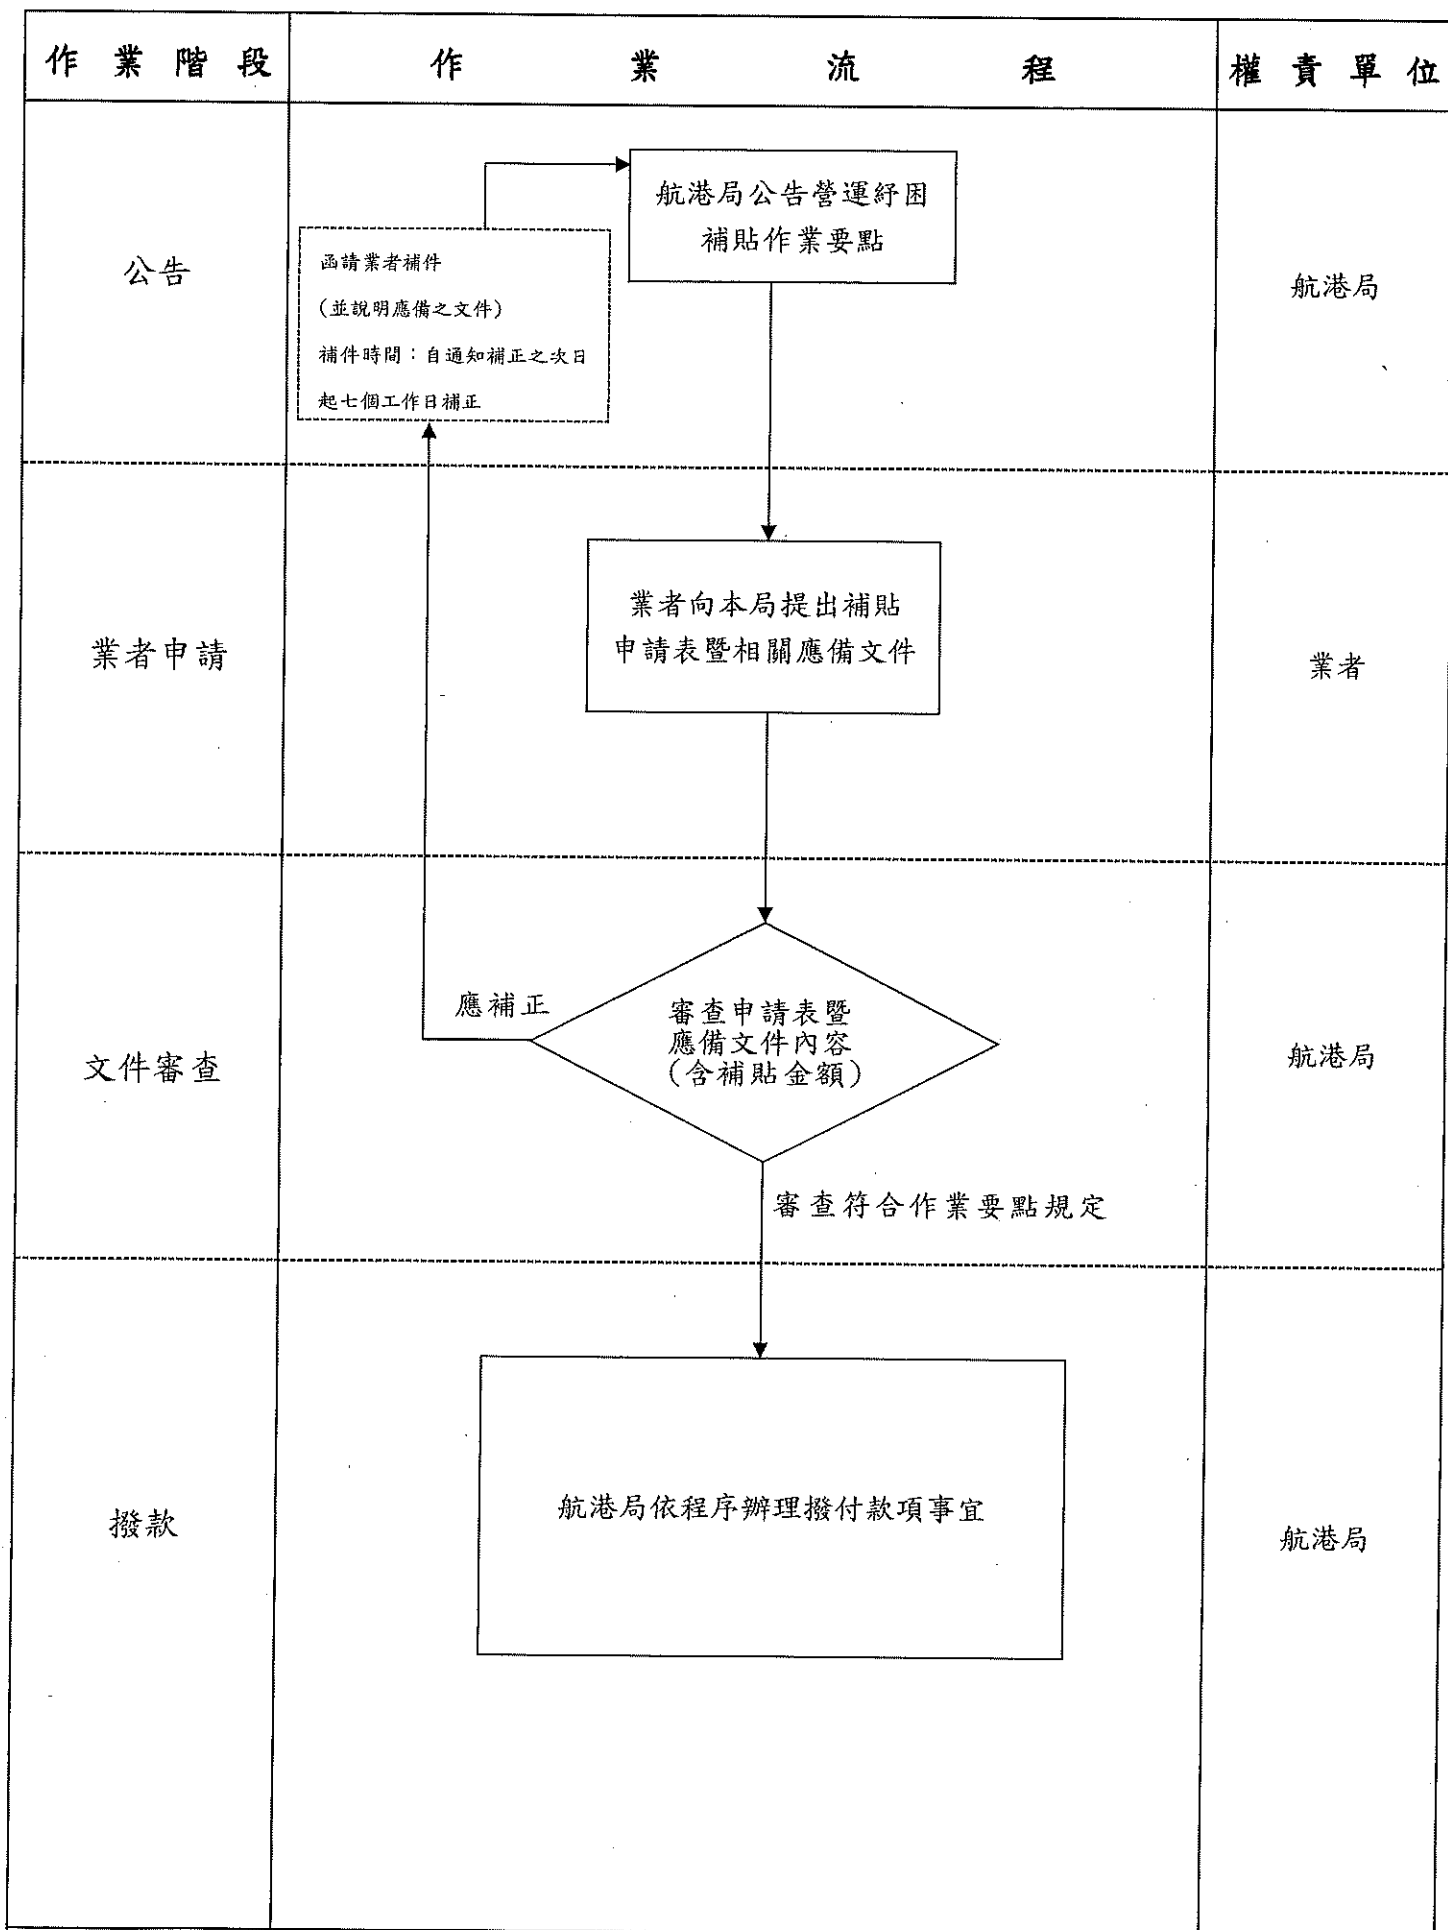 作業階段
作業流程
權責單位
航港局公告營運紓困
補貼作業要點
函請業者補件
(並說明應備之文件)
補件時間：自通知補正之次日
起七個工作日補正
公告
航港局
業者向本局提出補貼
申請表暨相關應備文件
業者申請
業者
應補正
審查申請表暨
應備文件內容
(含補貼金額)
文件審查
航港局
審查符合作業要點規定
航港局依程序辦理撥付款項事宜
撥款
航港局